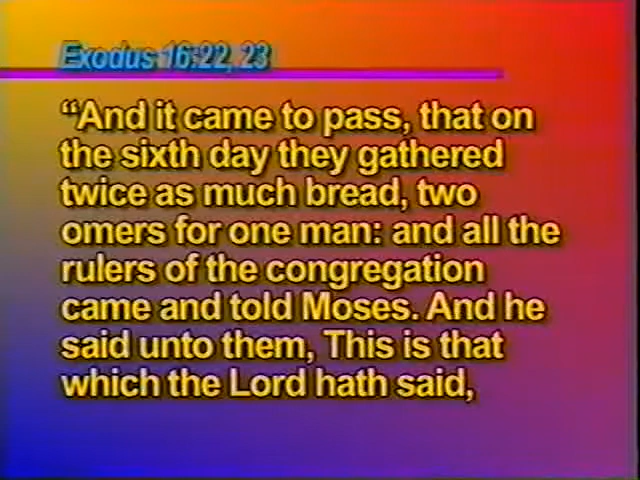 Exodus 16:22, 23
“And it came to pass, that on
the sixth day they gathered
twice as much bread, two
omers for one man: and all the
rulers of the congregation
came and told Moses. And he
said unto them, This is that
which the Lord hath said,